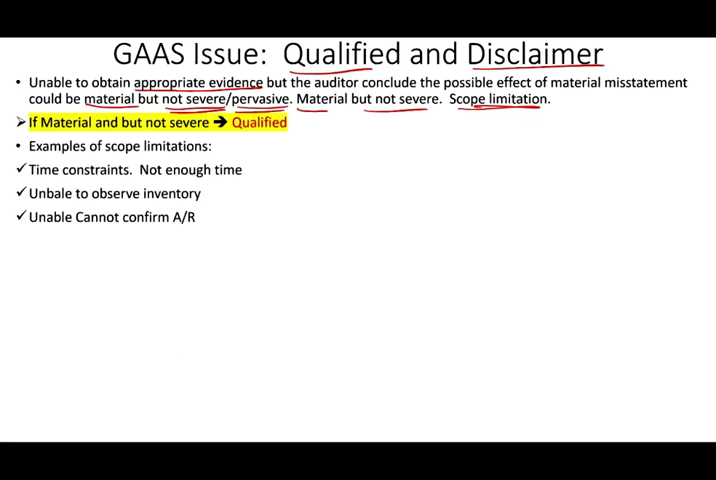 GAAS Issue: Qualified and Disclaimer
• Unable to obtain appropriate evidence but the auditor conclude the possible effect of material misstatement
could be material but not severe/pervasive. Material but not severe. Scope limitation.
➢ If Material and but not severe ➔ Qualified
• Examples of scope limitations:
✓ Time constraints. Not enough time
✓ Unbale to observe inventory
✓ Unable Cannot confirm A/R